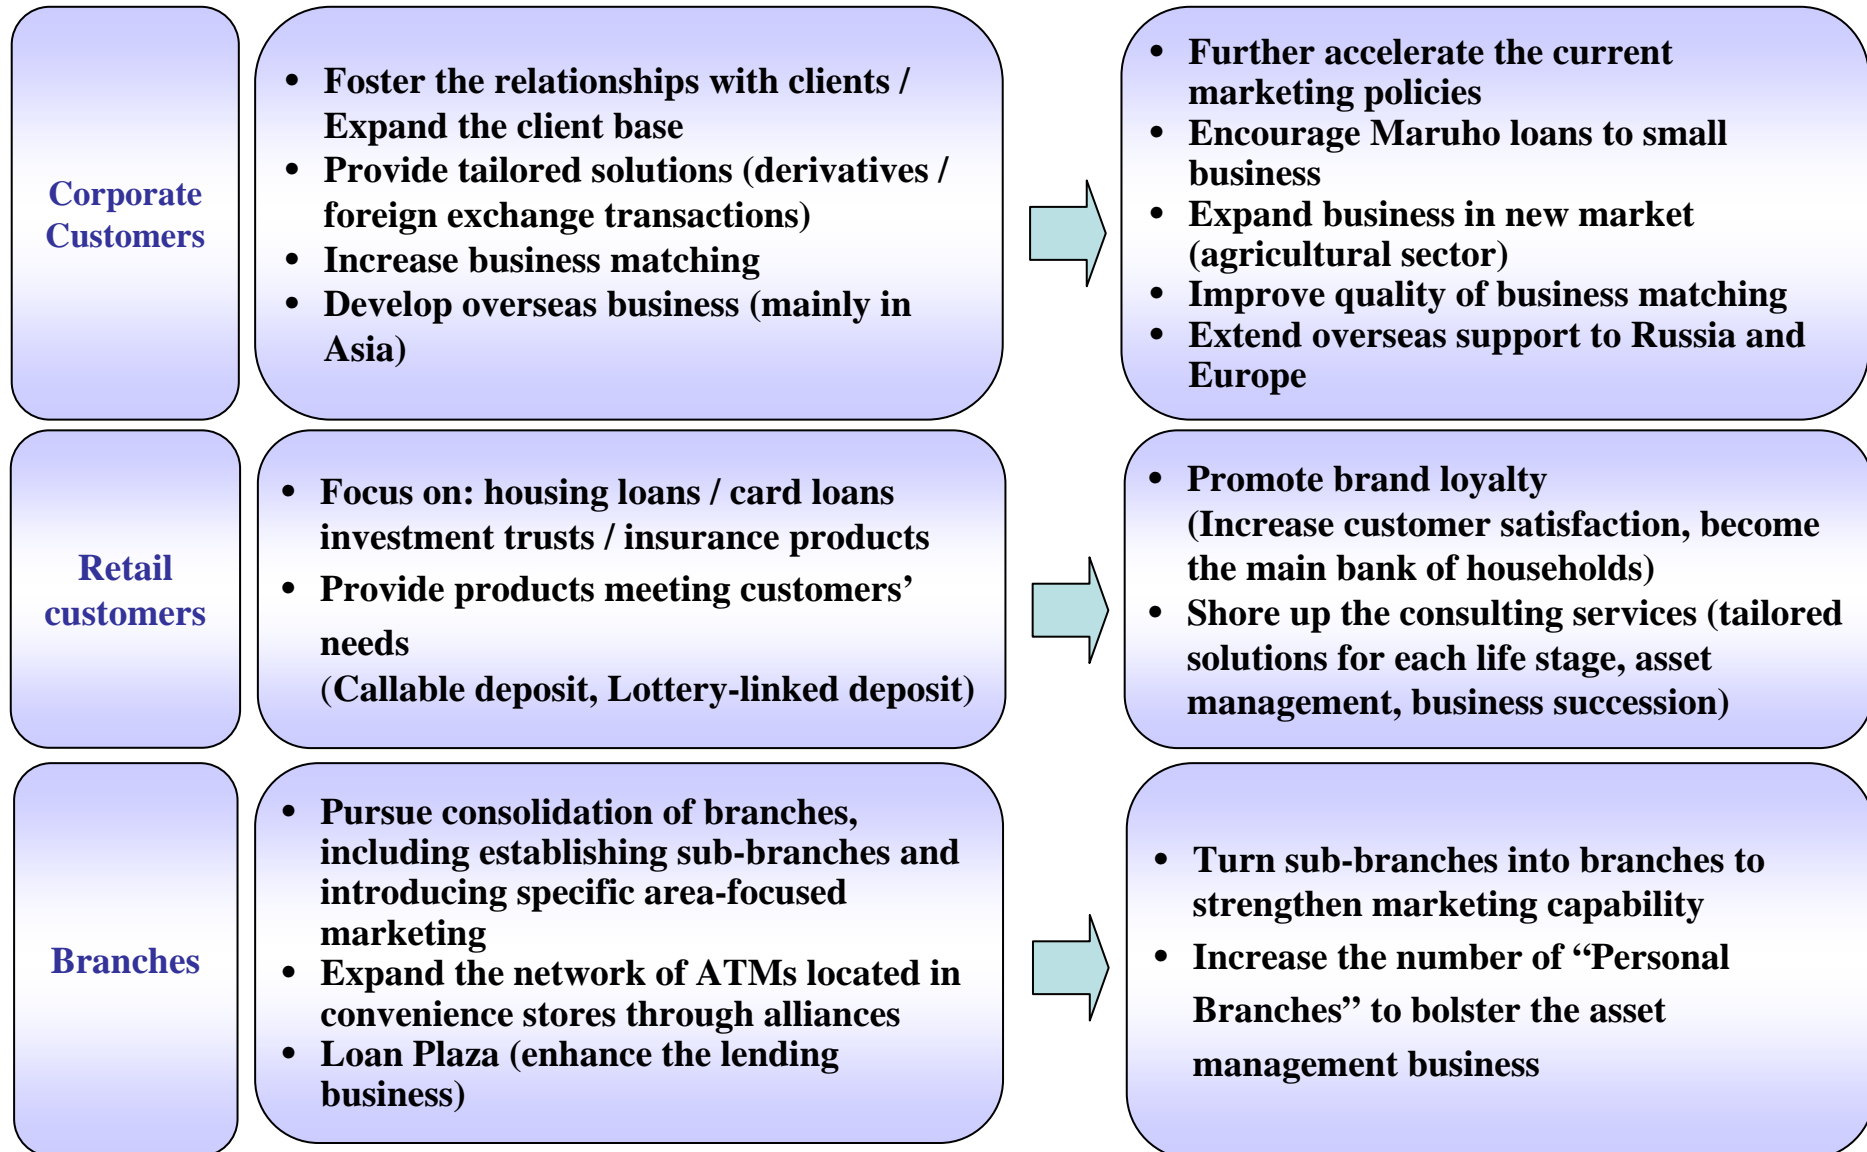 Corporate
Customers
• Foster the relationships with clients /
Expand the client base
• Provide tailored solutions (derivatives /
foreign exchange transactions)
• Increase business matching
• Develop overseas business (mainly in
Asia)
• Further accelerate the current
marketing policies
• Encourage Maruho loans to small
business
• Expand business in new market
(agricultural sector)
• Improve quality of business matching
• Extend overseas support to Russia and
Europe
Retail
customers
• Focus on: housing loans / card loans
investment trusts / insurance products
• Provide products meeting customers’
needs
(Callable deposit, Lottery-linked deposit)
• Promote brand loyalty
(Increase customer satisfaction, become
the main bank of households)
• Shore up the consulting services (tailored
solutions for each life stage, asset
management, business succession)
Branches
• Pursue consolidation of branches,
including establishing sub-branches and
introducing specific area-focused
marketing
• Expand the network of ATMs located in
convenience stores through alliances
• Loan Plaza (enhance the lending
business)
• Turn sub-branches into branches to
strengthen marketing capability
• Increase the number of “Personal
Branches” to bolster the asset
management business